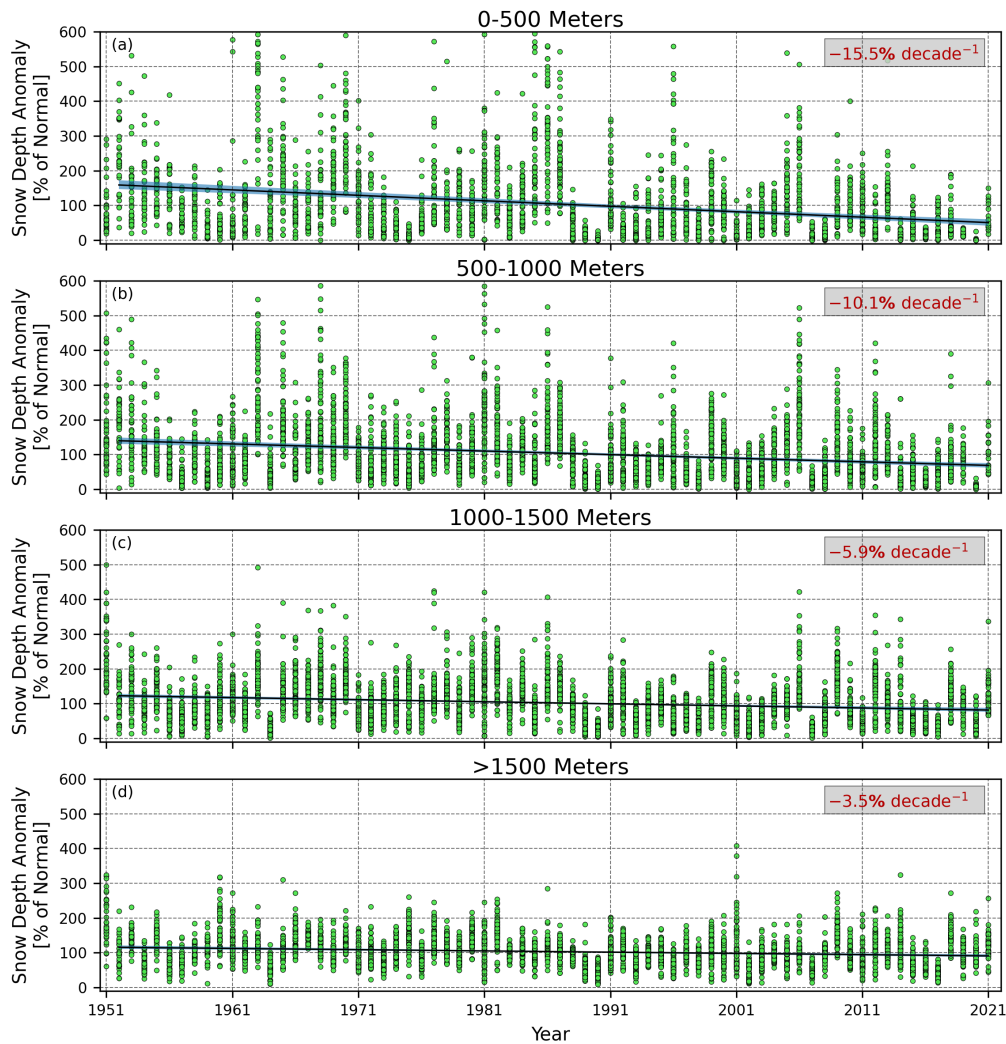 0-500 Meters
(a)
−15.5% decade⁻¹
600
500
400
300
200
100
0
Snow Depth Anomaly
[% of Normal]
500-1000 Meters
(b)
−10.1% decade⁻¹
600
500
400
300
200
100
0
Snow Depth Anomaly
[% of Normal]
1000-1500 Meters
(c)
−5.9% decade⁻¹
600
500
400
300
200
100
0
Snow Depth Anomaly
[% of Normal]
>1500 Meters
(d)
−3.5% decade⁻¹
600
500
400
300
200
100
0
Snow Depth Anomaly
[% of Normal]
1951 1961 1971 1981 1991 2001 2011 2021
Year